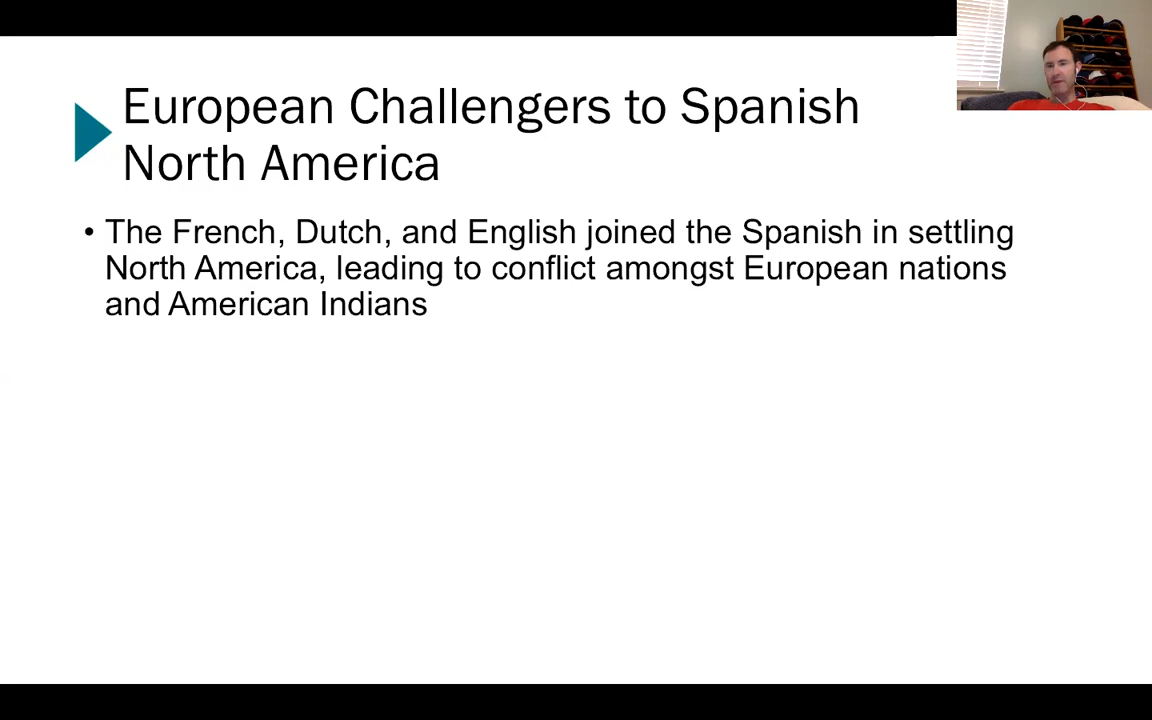 European Challengers to Spanish
North America
• The French, Dutch, and English joined the Spanish in settling
North America, leading to conflict amongst European nations
and American Indians